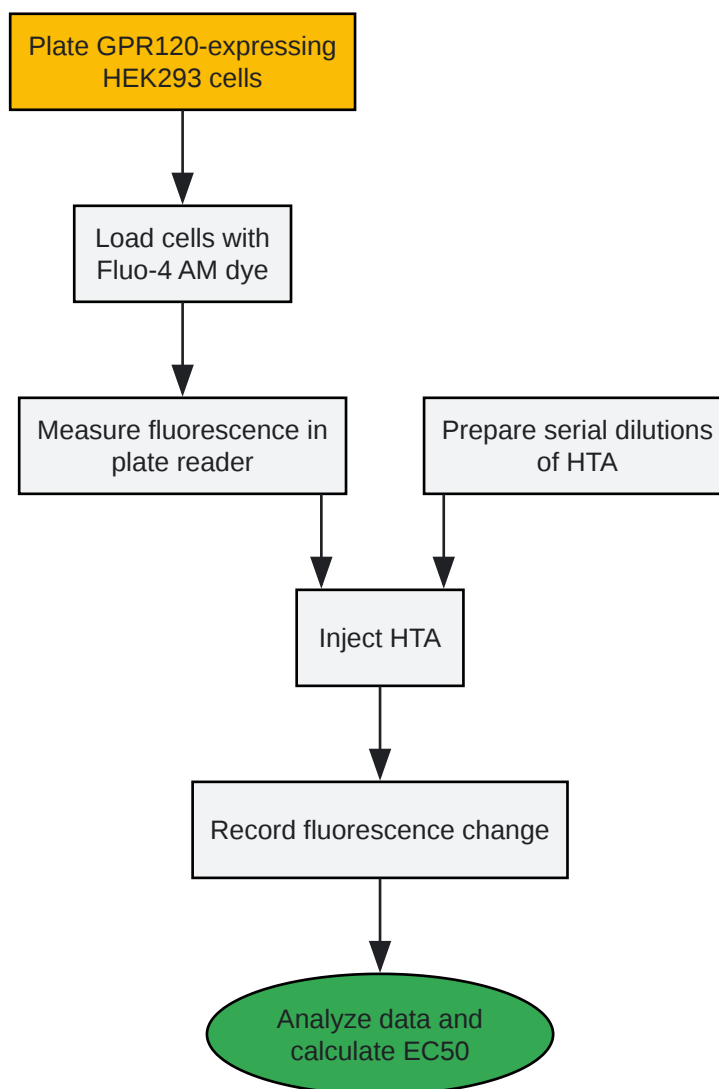 Plate GPR120-expressing
HEK293 cells
Load cells with
Fluo-4 AM dye
Measure fluorescence in
plate reader
Prepare serial dilutions
of HTA
Inject HTA
Record fluorescence change
Analyze data and
calculate EC50